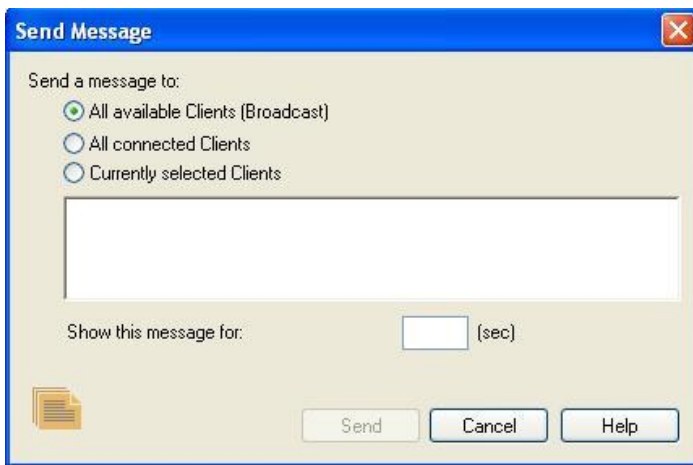 Send Message
Send a message to:
All available Clients (Broadcast)
All connected Clients
Currently selected Clients
Show this message for: (sec)
Send Cancel Help